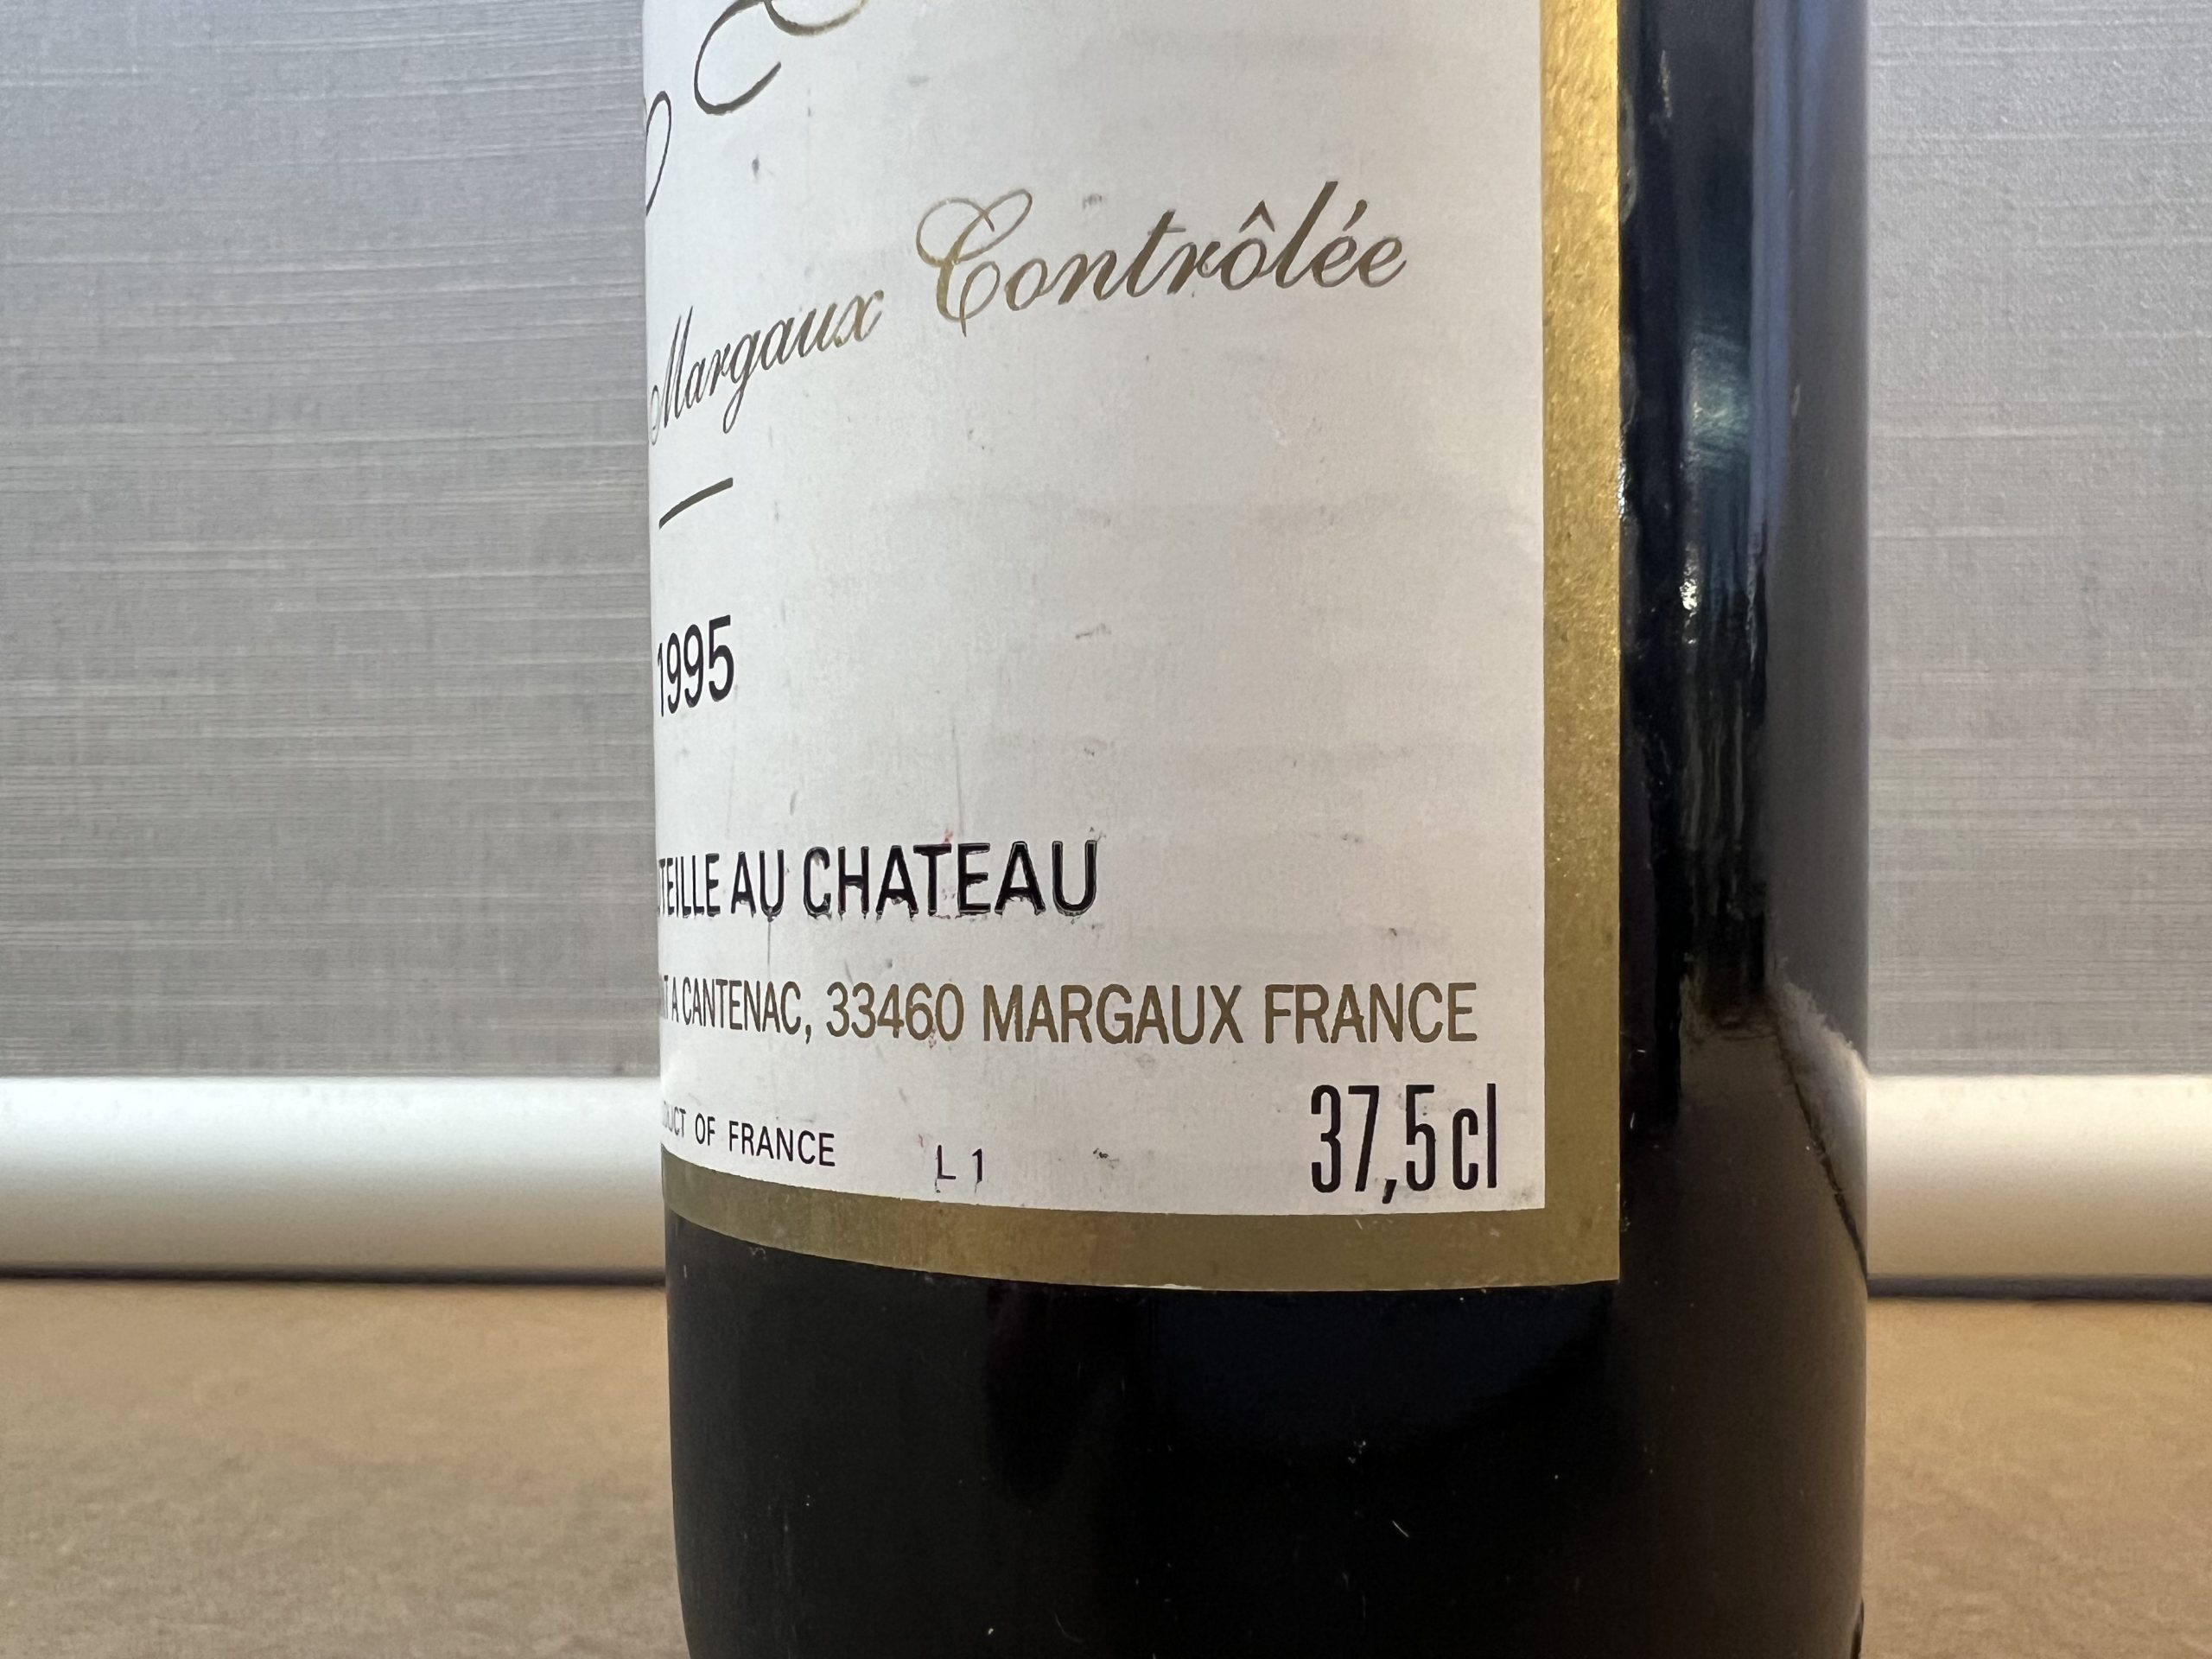 Margaux Contrôlée
1995
TEILLE AU CHATEAU
A CANTENAC, 33460 MARGAUX FRANCE
37,5 cl
OF FRANCE
L 1